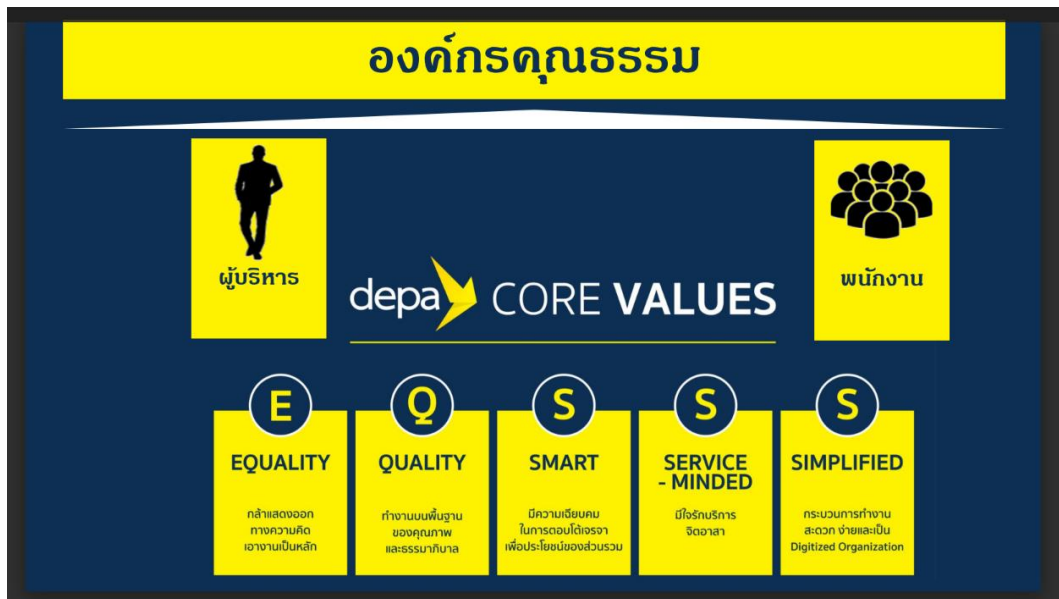 องค์กรคุณธรรม
ผู้บริหาร
พนักงาน
depa CORE VALUES
E
EQUALITY
กล้าแสดงออก
ทางความคิด
เอางานเป็นหลัก
Q
QUALITY
ทำงานบนพื้นฐาน
ของคุณภาพ
และธรรมาภิบาล
S
SMART
มีความเฉียบคม
ในการตอบโต้เจรจา
เพื่อประโยชน์ของส่วนรวม
S
SERVICE
- MINDED
มีใจรักบริการ
จิตอาสา
S
SIMPLIFIED
กระบวนการทำงาน
สะดวก ง่ายและเป็น
Digitized Organization